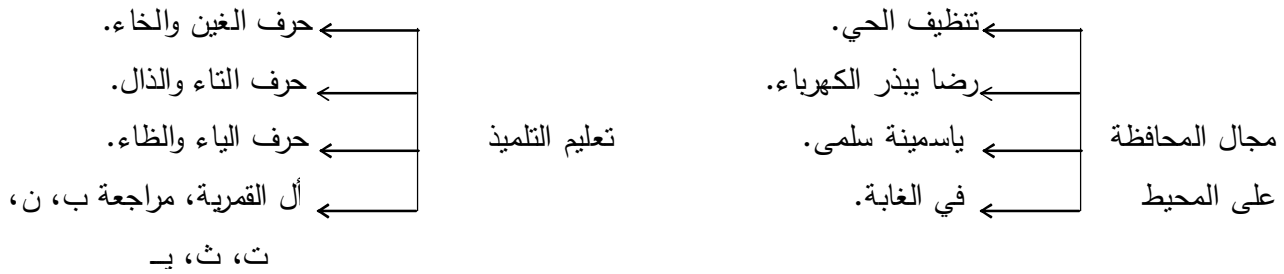 تنظيف الحي.
رضا يبذر الكهرباء.
مجال المحافظة
على المحيط
ياسمينة سلمى.
في الغابة.
حرف الغين والخاء.
حرف التاء والذال.
تعليم التلميذ
حرف الياء والظاء.
أل القمرية، مراجعة ب، ن،
ت، ث، يـ